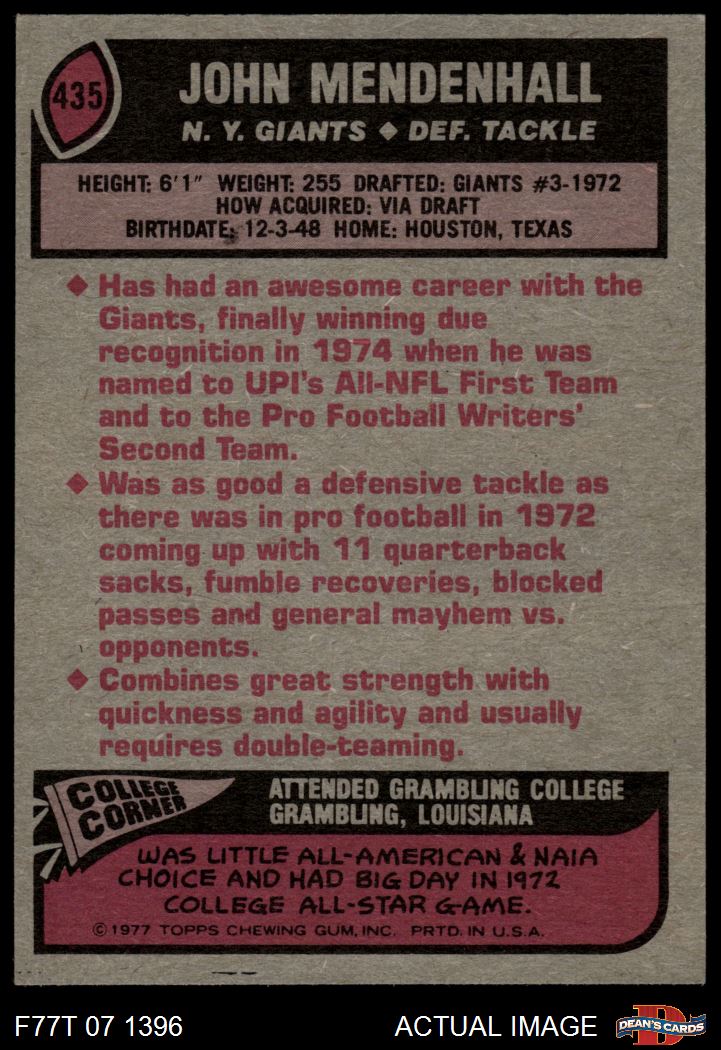 435
JOHN MENDENHALL
N. Y. GIANTS ◆ DEF. TACKLE
HEIGHT: 6'1" WEIGHT: 255 DRAFTED: GIANTS #3-1972
HOW ACQUIRED: VIA DRAFT
BIRTHDATE: 12-3-48 HOME: HOUSTON, TEXAS
◆ Has had an awesome career with the
Giants, finally winning due
recognition in 1974 when he was
named to UPI's All-NFL First Team
and to the Pro Football Writers'
Second Team.
◆ Was as good a defensive tackle as
there was in pro football in 1972
coming up with 11 quarterback
sacks, fumble recoveries, blocked
passes and general mayhem vs.
opponents.
◆ Combines great strength with
quickness and agility and usually
requires double-teaming.
COLLEGE
CORNER
ATTENDED GRAMBLING COLLEGE
GRAMBLING, LOUISIANA
WAS LITTLE ALL-AMERICAN & NAIA
CHOICE AND HAD BIG DAY IN 1972
COLLEGE ALL-STAR GAME.
©1977 TOPPS CHEWING GUM, INC. PRTD. IN U.S.A.
F77T 07 1396
ACTUAL IMAGE
D
DEAN'S CARDS